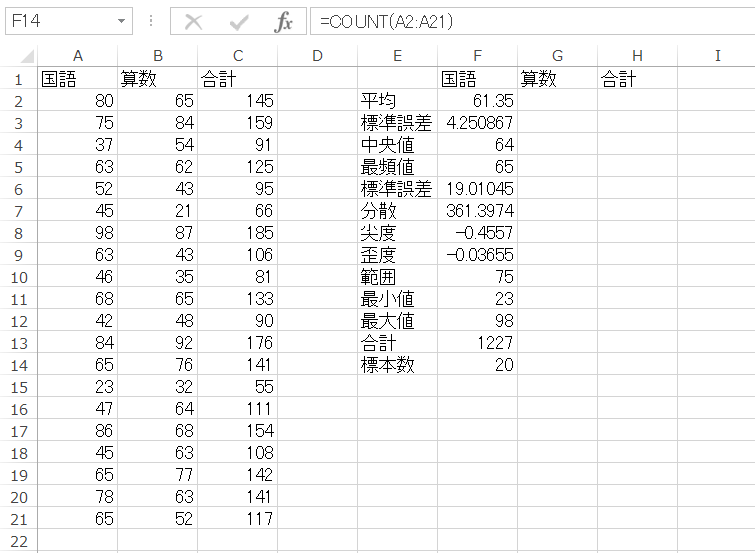 F14 fx =COUNT(A2:A21)
A B C D E F G H I
1 国語 算数 合計 国語 算数 合計
2 80 65 145 平均 61.35
3 75 84 159 標準誤差 4.250867
4 37 54 91 中央値 64
5 63 62 125 最頻値 65
6 52 43 95 標準誤差 19.01045
7 45 21 66 分散 361.3974
8 98 87 185 尖度 -0.4557
9 63 43 106 歪度 -0.03655
10 46 35 81 範囲 75
11 68 65 133 最小値 23
12 42 48 90 最大値 98
13 84 92 176 合計 1227
14 65 76 141 標本数 20
15 23 32 55
16 47 64 111
17 86 68 154
18 45 63 108
19 65 77 142
20 78 63 141
21 65 52 117
22